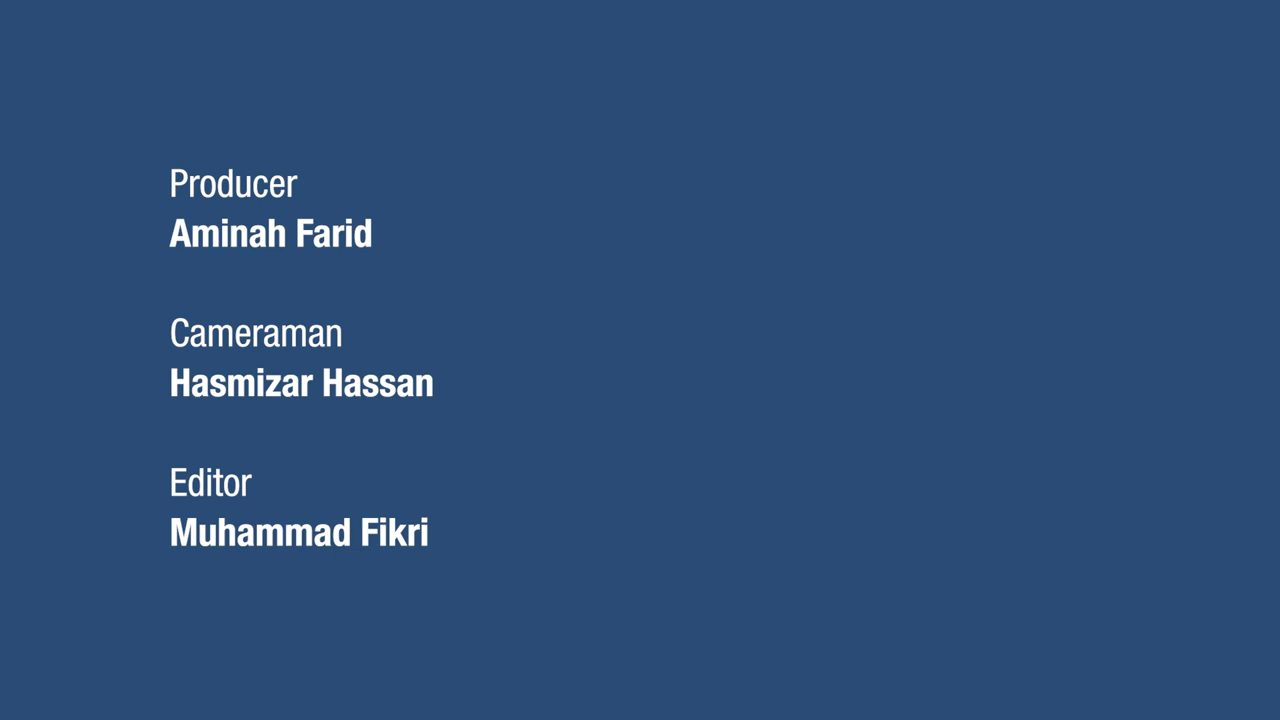 Producer
Aminah Farid
Cameraman
Hasmizar Hassan
Editor
Muhammad Fikri